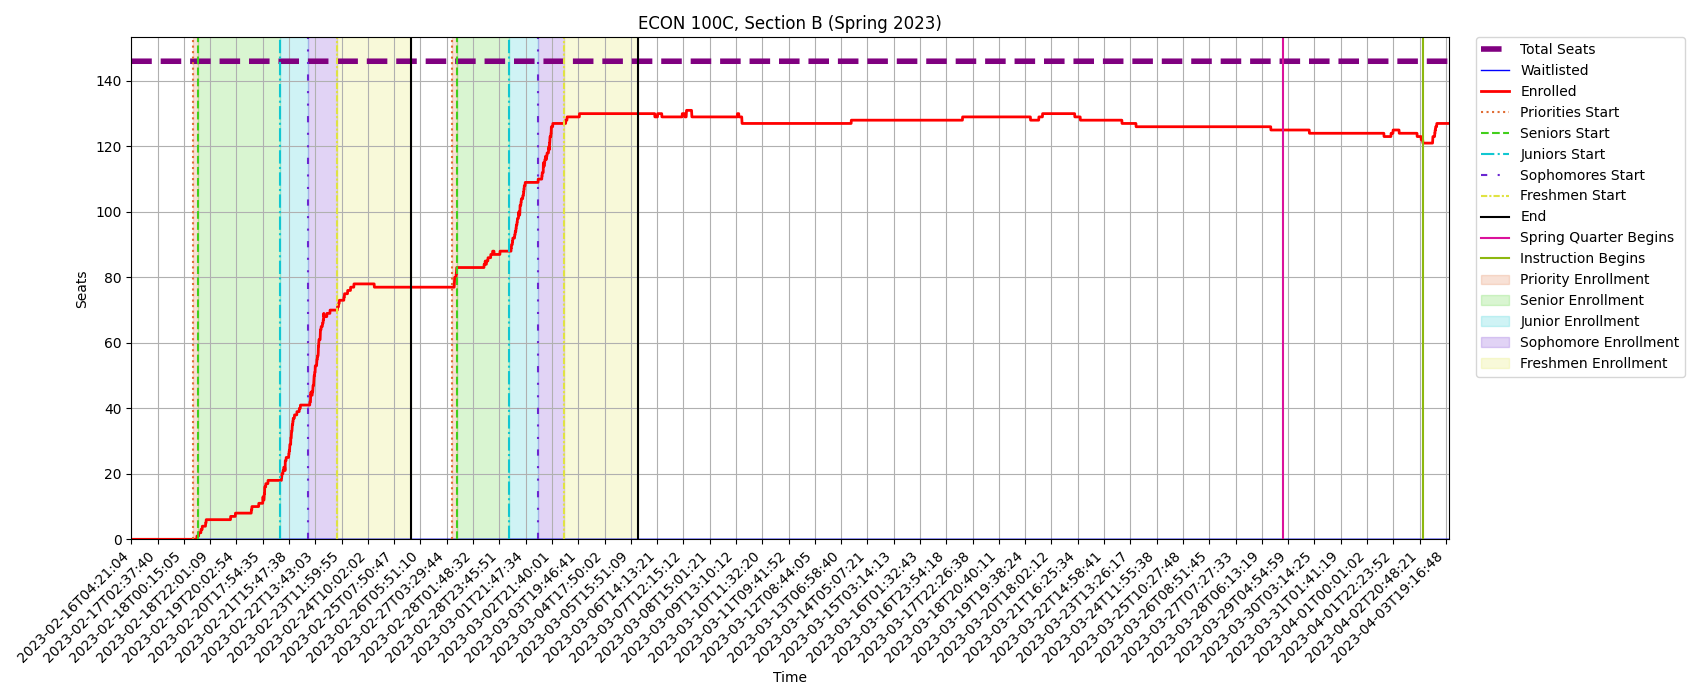 ECON 100C, Section B (Spring 2023)
Seats
140
120
100
80
60
40
20
0
2023-02-16T04:21:04
2023-02-17T02:37:40
2023-02-18T00:15:05
2023-02-18T22:01:09
2023-02-19T20:02:54
2023-02-20T17:54:35
2023-02-21T15:47:38
2023-02-22T13:43:03
2023-02-23T11:59:55
2023-02-24T10:02:02
2023-02-25T07:50:47
2023-02-26T05:51:10
2023-02-27T03:29:44
2023-02-28T01:48:32
2023-02-28T23:45:51
2023-03-01T21:47:34
2023-03-02T21:40:01
2023-03-03T19:46:41
2023-03-04T17:50:02
2023-03-05T15:51:09
2023-03-06T14:13:21
2023-03-07T12:15:12
2023-03-08T15:01:21
2023-03-09T13:10:12
2023-03-10T11:32:20
2023-03-11T09:41:52
2023-03-12T08:44:05
2023-03-13T06:58:40
2023-03-14T05:07:21
2023-03-15T03:14:13
2023-03-16T01:32:43
2023-03-16T23:54:18
2023-03-17T22:26:38
2023-03-18T20:40:11
2023-03-19T19:38:24
2023-03-20T18:02:12
2023-03-21T16:25:34
2023-03-22T14:58:41
2023-03-23T13:26:17
2023-03-24T11:55:38
2023-03-25T10:27:48
2023-03-26T08:51:45
2023-03-27T07:27:33
2023-03-28T06:13:19
2023-03-29T04:54:59
2023-03-30T03:14:25
2023-03-31T01:41:19
2023-04-01T00:01:02
2023-04-01T22:23:52
2023-04-02T20:48:21
2023-04-03T19:16:48
Time
Total Seats
Waitlisted
Enrolled
Priorities Start
Seniors Start
Juniors Start
Sophomores Start
Freshmen Start
End
Spring Quarter Begins
Instruction Begins
Priority Enrollment
Senior Enrollment
Junior Enrollment
Sophomore Enrollment
Freshmen Enrollment